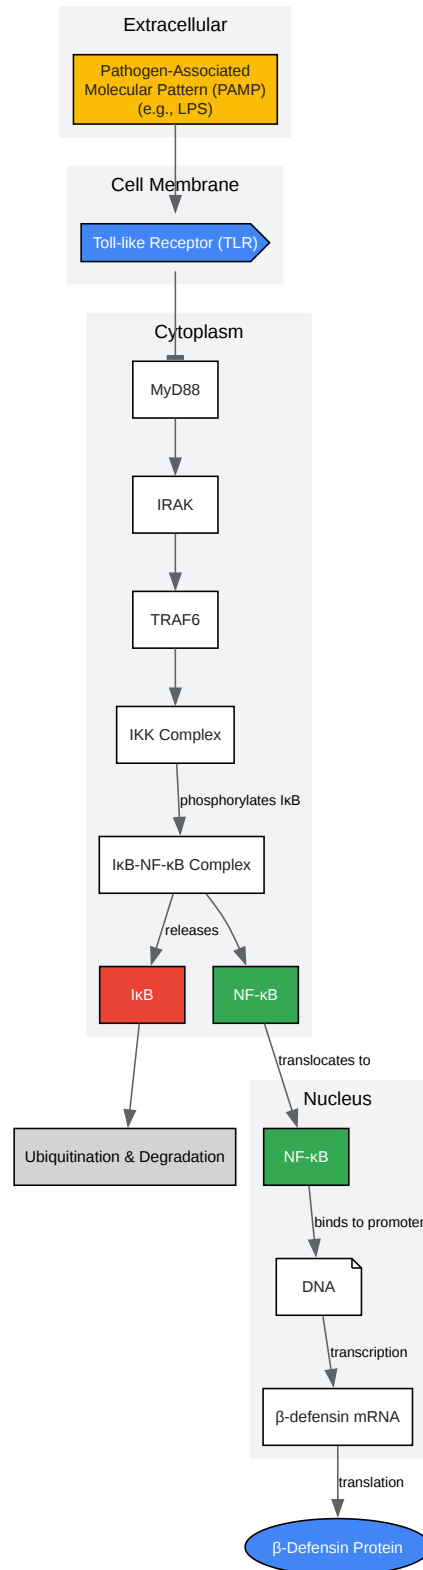 Extracellular
Pathogen-Associated
Molecular Pattern (PAMP)
(e.g., LPS)
Cell Membrane
Toll-like Receptor (TLR)
Cytoplasm
MyD88
IRAK
TRAF6
IKK Complex
phosphorylates IκB
IκB-NF-κB Complex
releases
IκB
NF-κB
translocates to
Nucleus
Ubiquitination & Degradation
NF-κB
binds to promoter
DNA
transcription
β-defensin mRNA
translation
β-Defensin Protein